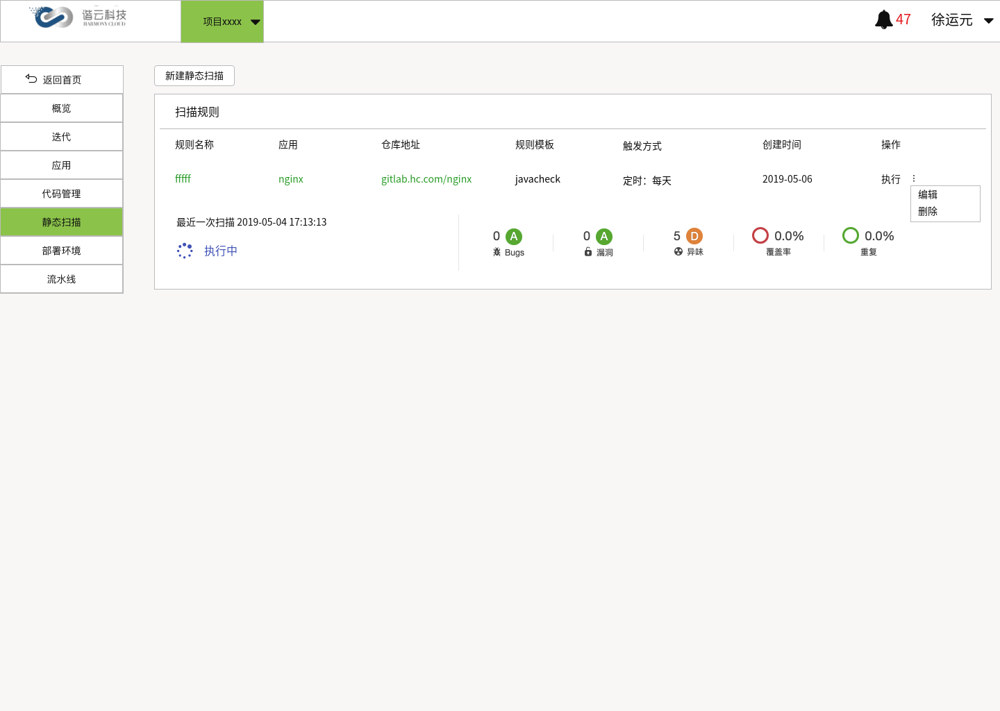 谐云科技
HARMONY CLOUD
项目xxxx
47
徐运元
返回首页
概览
迭代
应用
代码管理
静态扫描
部署环境
流水线
新建静态扫描
扫描规则
规则名称 应用 仓库地址 规则模板 触发方式 创建时间 操作
fffff nginx gitlab.hc.com/nginx javacheck 定时：每天 2019-05-06 执行
编辑
删除
最近一次扫描 2019-05-04 17:13:13
执行中
0 A 0 A 5 D 0.0% 0.0%
Bugs 漏洞 异味 覆盖率 重复